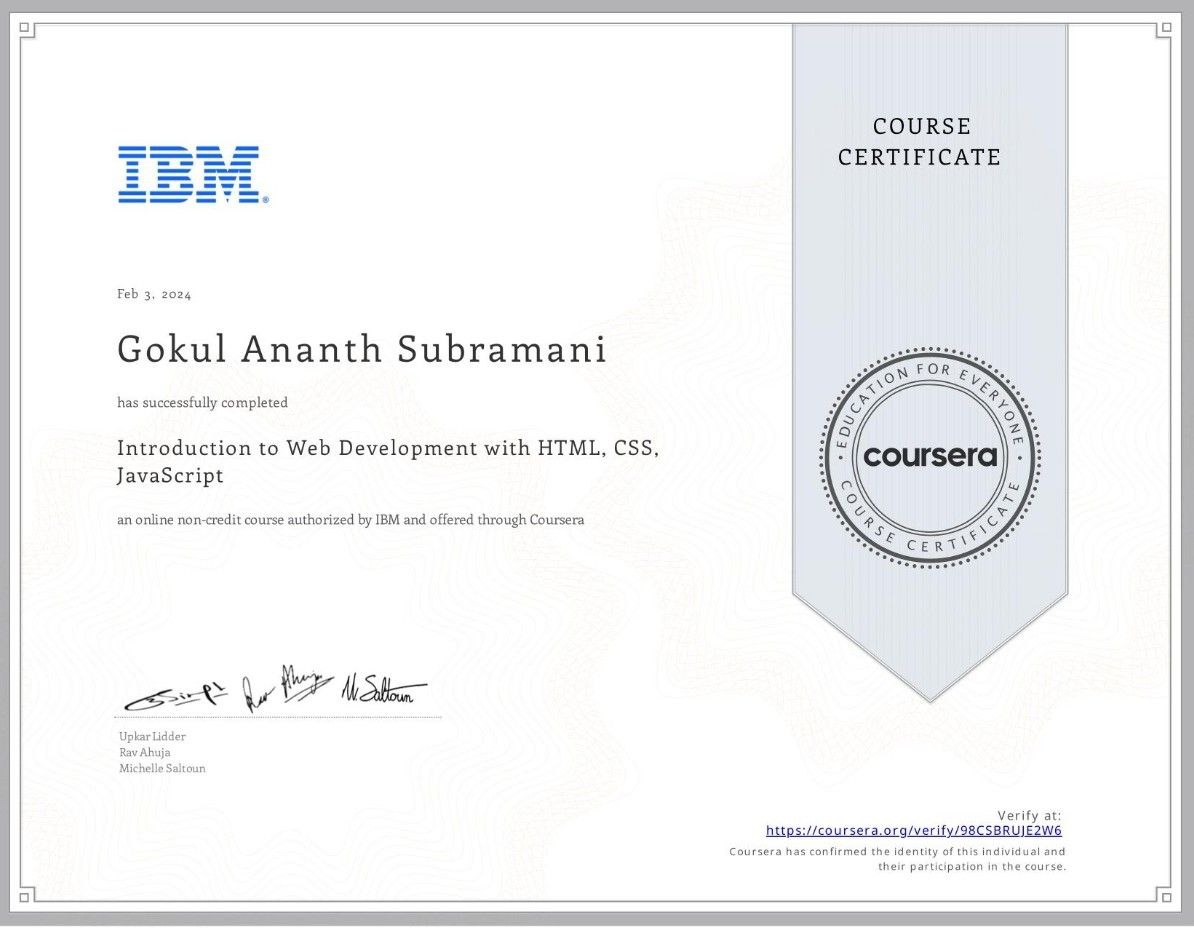 IBM®
COURSE
CERTIFICATE
Feb 3, 2024
Gokul Ananth Subramani
has successfully completed
Introduction to Web Development with HTML, CSS,
JavaScript
an online non-credit course authorized by IBM and offered through Coursera
EDUCATION FOR EVERYONE
coursera
COURSE CERTIFICATE
Rav Ahuja
M. Saltoun
Upkar Lidder
Rav Ahuja
Michelle Saltoun
Verify at:
https://coursera.org/verify/98CSBRUJE2W6
Coursera has confirmed the identity of this individual and
their participation in the course.